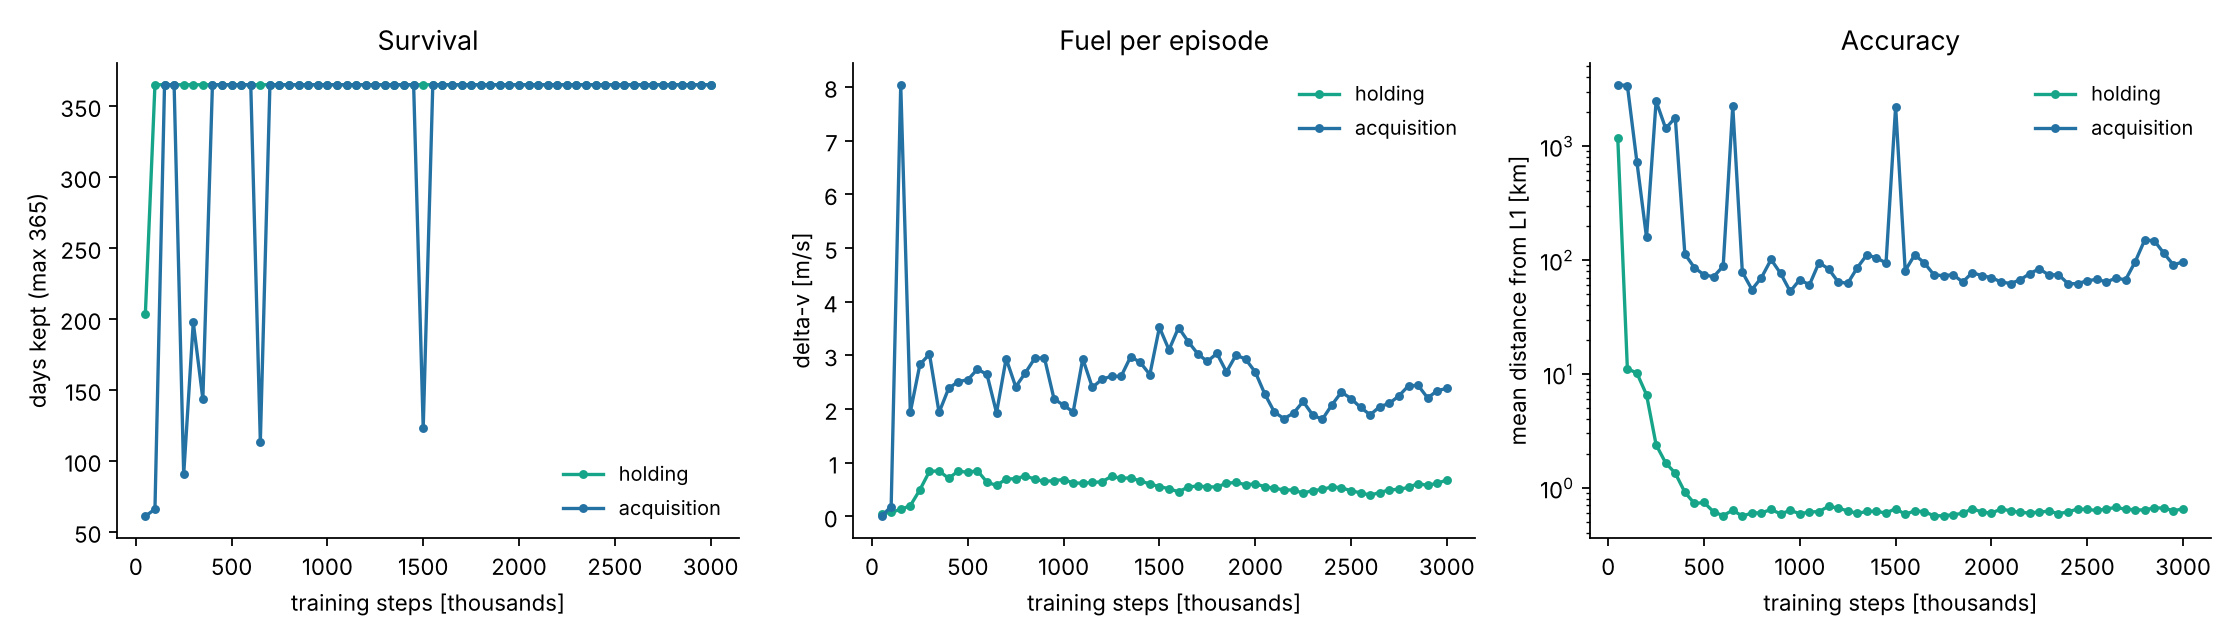 Survival
days kept (max 365)
350
300
250
200
150
100
50
holding
acquisition
0 500 1000 1500 2000 2500 3000
training steps [thousands]
Fuel per episode
delta-v [m/s]
8
7
6
5
4
3
2
1
0
holding
acquisition
0 500 1000 1500 2000 2500 3000
training steps [thousands]
Accuracy
mean distance from L1 [km]
10³
10²
10¹
10⁰
holding
acquisition
0 500 1000 1500 2000 2500 3000
training steps [thousands]